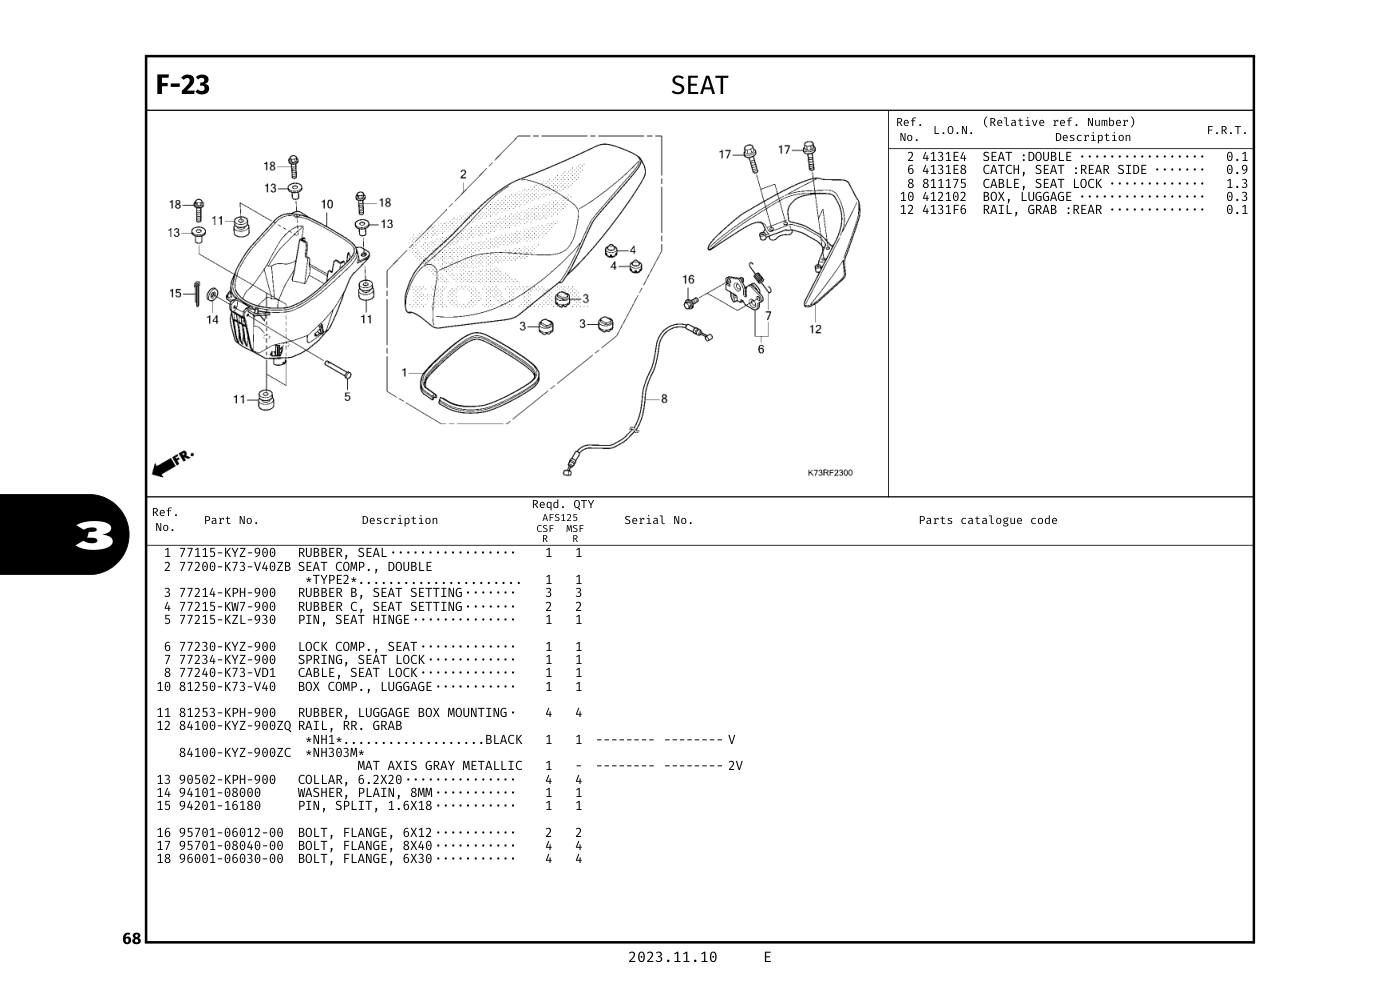 F-23
SEAT
18
2
17
17
13
10
18
18
11
13
13
4
4
15
14
11
3
3
3
16
7
12
6
1
5
11
8
FR.
K73RF2300
HONDA
Ref. No. L.O.N. (Relative ref. Number) Description F.R.T.
2 4131E4 SEAT :DOUBLE ················· 0.1
6 4131E8 CATCH, SEAT :REAR SIDE ······· 0.9
8 811175 CABLE, SEAT LOCK ············· 1.3
10 412102 BOX, LUGGAGE ················· 0.3
12 4131F6 RAIL, GRAB :REAR ············· 0.1
3
Reqd. QTY
Ref. No. Part No. Description AFS125 Serial No. Parts catalogue code
CSF MSF
R R
1 77115-KYZ-900 RUBBER, SEAL ················· 1 1
2 77200-K73-V40ZB SEAT COMP., DOUBLE
*TYPE2*...................... 1 1
3 77214-KPH-900 RUBBER B, SEAT SETTING ······· 3 3
4 77215-KW7-900 RUBBER C, SEAT SETTING ······· 2 2
5 77215-KZL-930 PIN, SEAT HINGE ·············· 1 1
6 77230-KYZ-900 LOCK COMP., SEAT ············· 1 1
7 77234-KYZ-900 SPRING, SEAT LOCK ············ 1 1
8 77240-K73-VD1 CABLE, SEAT LOCK ············· 1 1
10 81250-K73-V40 BOX COMP., LUGGAGE ··········· 1 1
11 81253-KPH-900 RUBBER, LUGGAGE BOX MOUNTING · 4 4
12 84100-KYZ-900ZQ RAIL, RR. GRAB
*NH1*...................BLACK 1 1 -------- -------- V
84100-KYZ-900ZC *NH303M*
MAT AXIS GRAY METALLIC 1 - -------- -------- 2V
13 90502-KPH-900 COLLAR, 6.2X20 ··············· 4 4
14 94101-08000 WASHER, PLAIN, 8MM ··········· 1 1
15 94201-16180 PIN, SPLIT, 1.6X18 ··········· 1 1
16 95701-06012-00 BOLT, FLANGE, 6X12 ··········· 2 2
17 95701-08040-00 BOLT, FLANGE, 8X40 ··········· 4 4
18 96001-06030-00 BOLT, FLANGE, 6X30 ··········· 4 4
68
2023.11.10 E